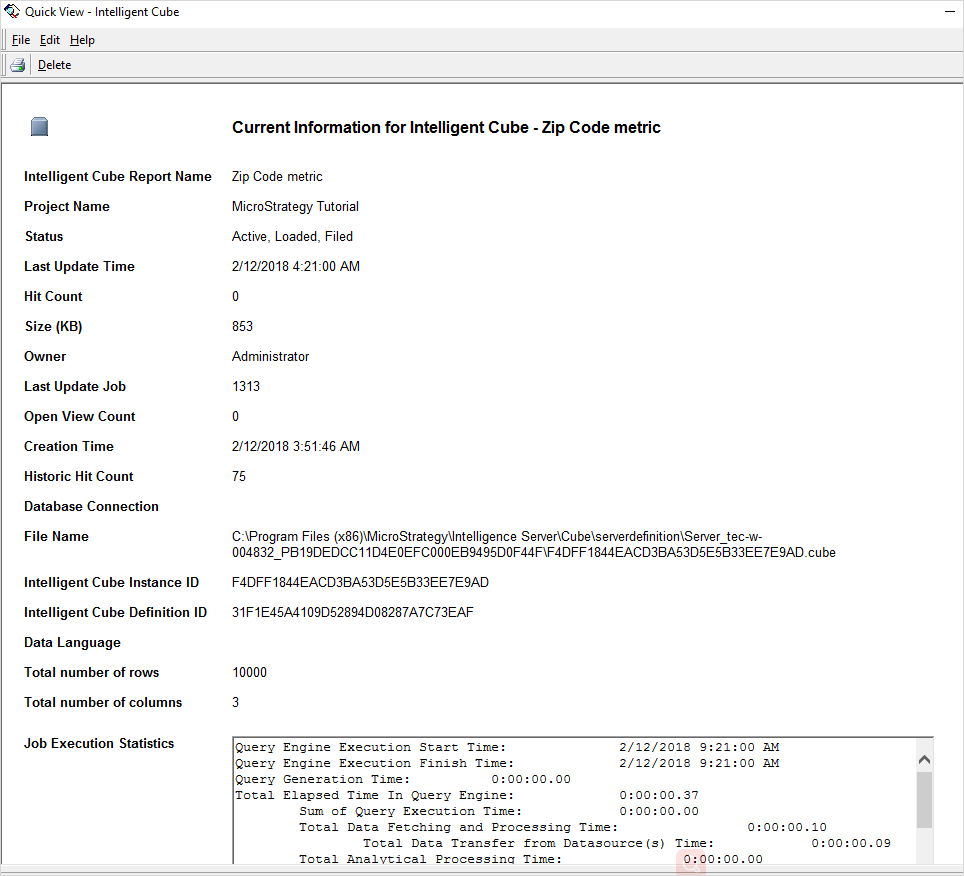 Quick View - Intelligent Cube
File Edit Help
Delete
Current Information for Intelligent Cube - Zip Code metric
Intelligent Cube Report Name Zip Code metric
Project Name MicroStrategy Tutorial
Status Active, Loaded, Filed
Last Update Time 2/12/2018 4:21:00 AM
Hit Count 0
Size (KB) 853
Owner Administrator
Last Update Job 1313
Open View Count 0
Creation Time 2/12/2018 3:51:46 AM
Historic Hit Count 75
Database Connection
File Name C:\Program Files (x86)\MicroStrategy\Intelligence Server\Cube\serverdefinition\Server_tec-w-
004832_PB19DEDCC11D4E0EFC000EB9495D0F44F\F4DFF1844EACD3BA53D5E5B33EE7E9AD.cube
Intelligent Cube Instance ID F4DFF1844EACD3BA53D5E5B33EE7E9AD
Intelligent Cube Definition ID 31F1E45A4109D52894D08287A7C73EAF
Data Language
Total number of rows 10000
Total number of columns 3
Job Execution Statistics
Query Engine Execution Start Time: 2/12/2018 9:21:00 AM
Query Engine Execution Finish Time: 2/12/2018 9:21:00 AM
Query Generation Time: 0:00:00.00
Total Elapsed Time In Query Engine: 0:00:00.37
Sum of Query Execution Time: 0:00:00.00
Total Data Fetching and Processing Time: 0:00:00.10
Total Data Transfer from Datasource(s) Time: 0:00:00.09
Total Analytical Processing Time: 0:00:00.00